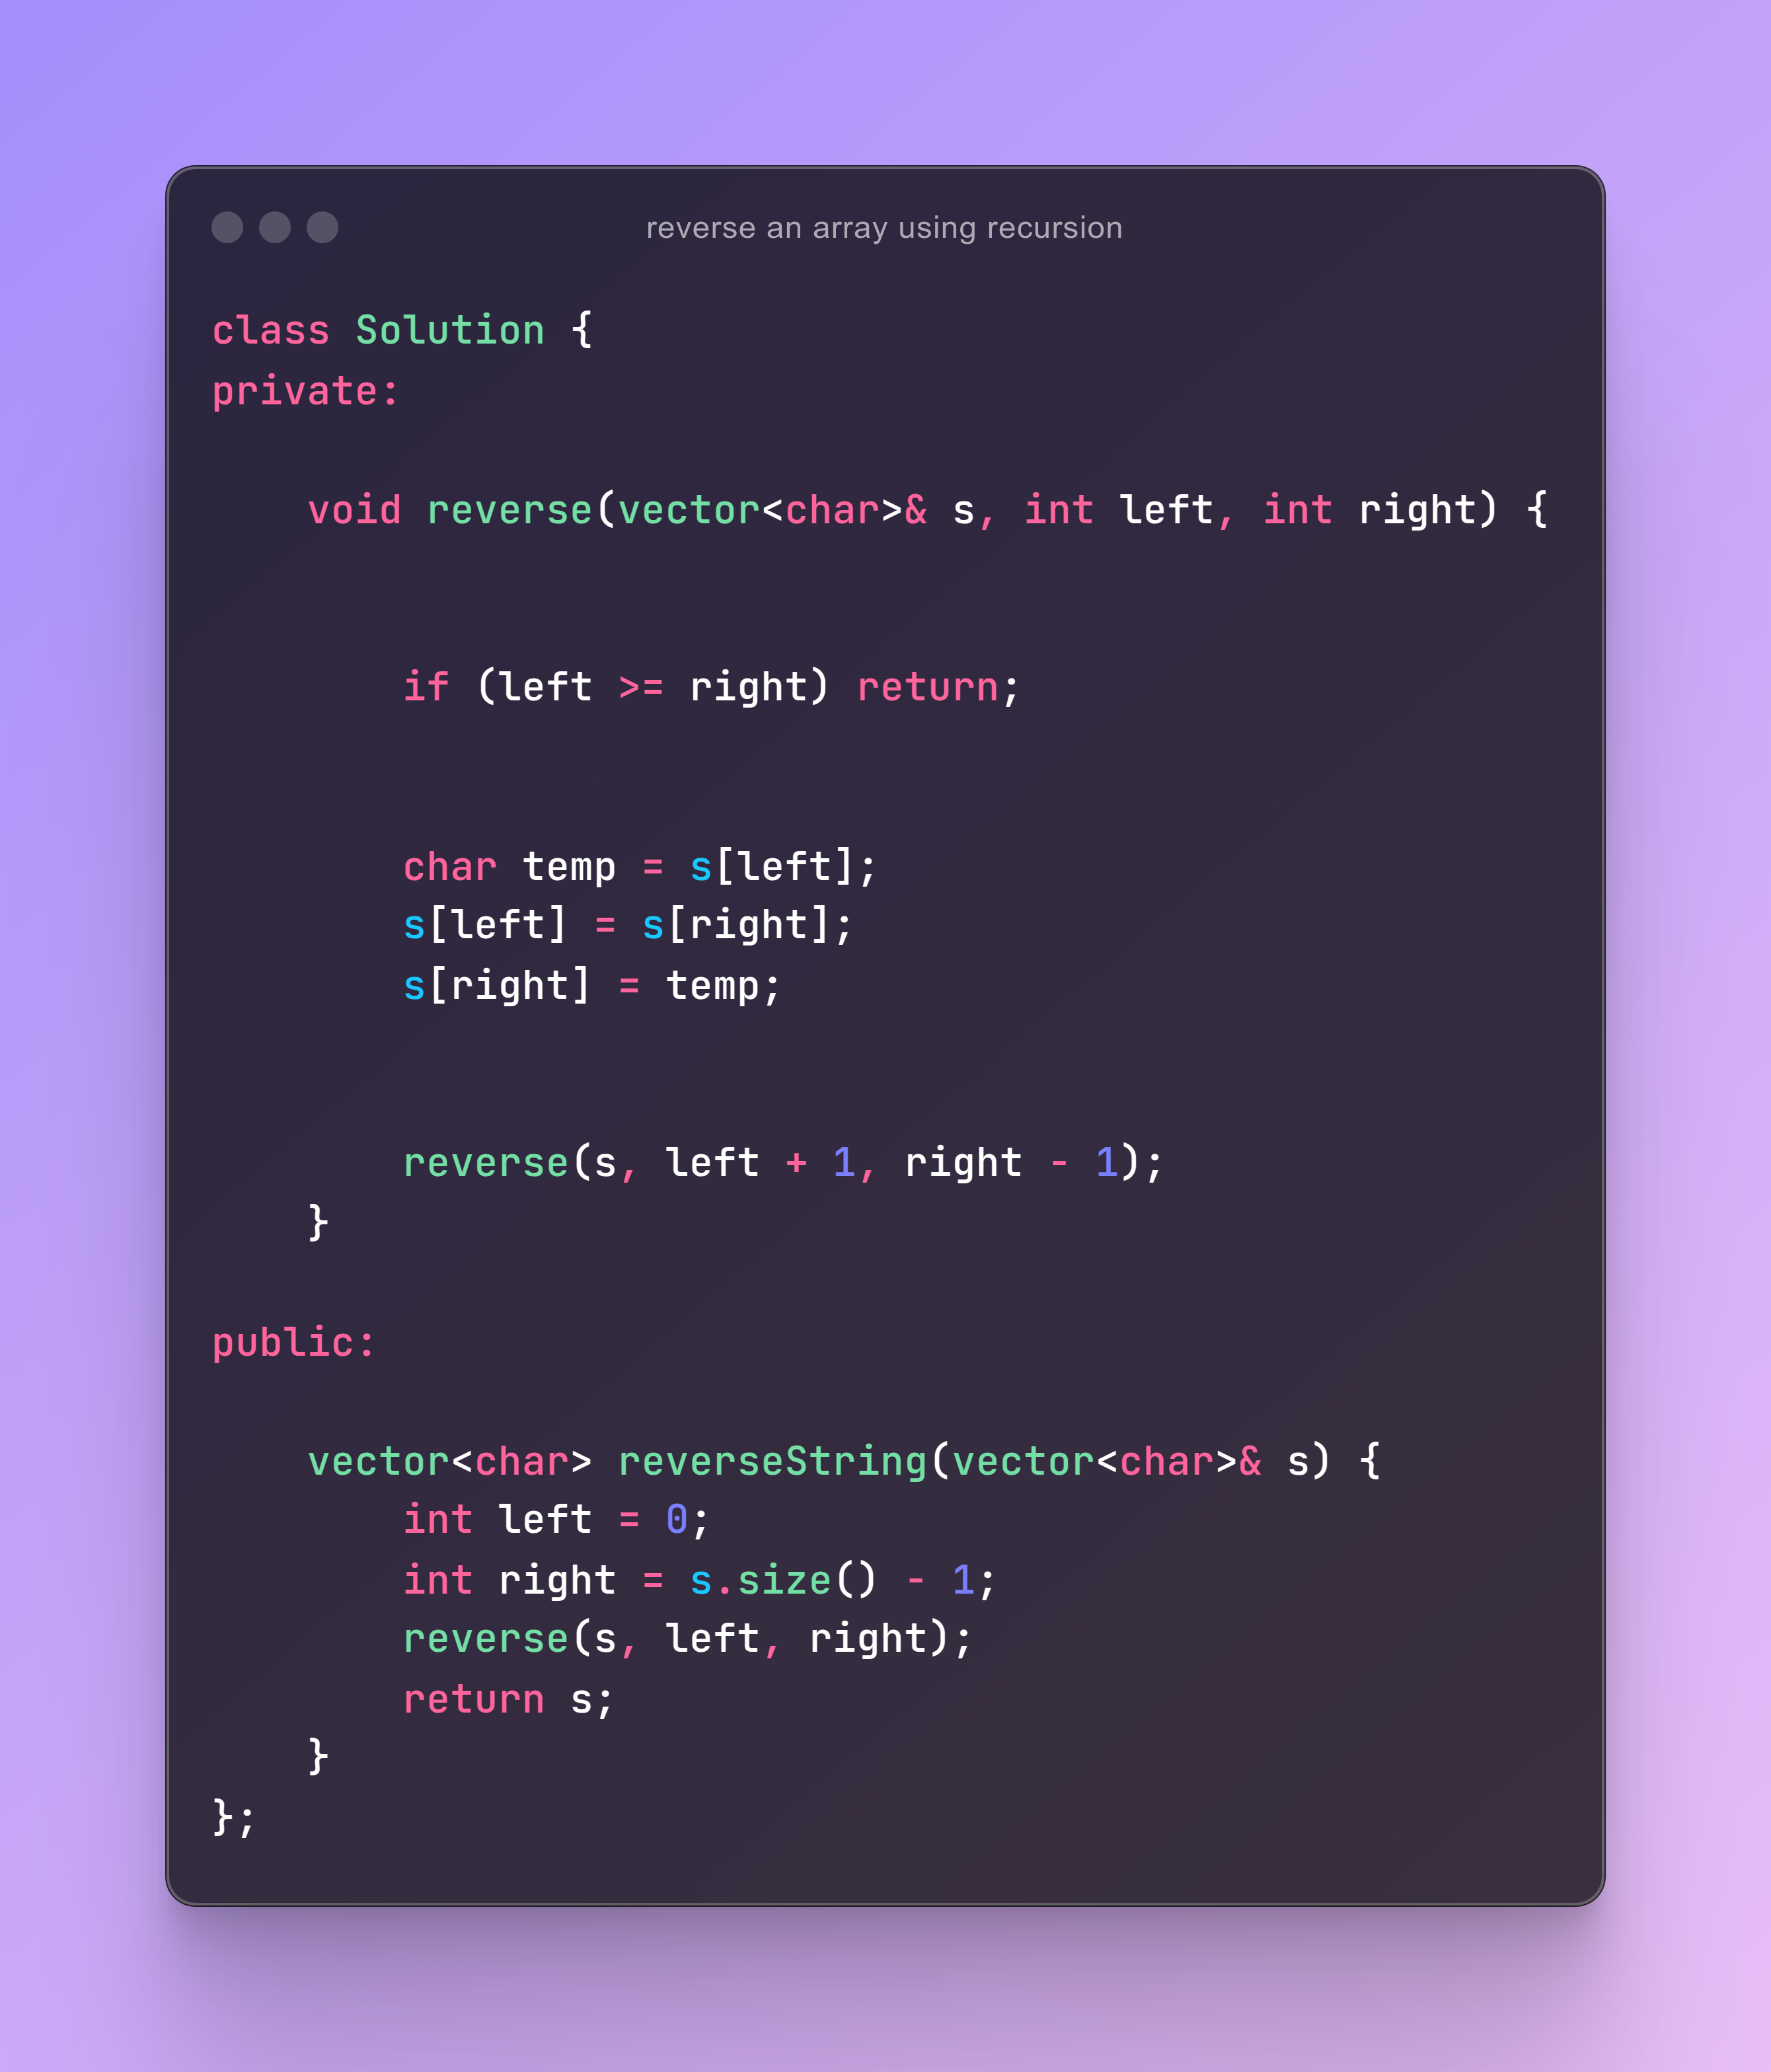 reverse an array using recursion
class Solution {
private:
    void reverse(vector<char>& s, int left, int right) {
        if (left >= right) return;
        char temp = s[left];
        s[left] = s[right];
        s[right] = temp;
        reverse(s, left + 1, right - 1);
    }
public:
    vector<char> reverseString(vector<char>& s) {
        int left = 0;
        int right = s.size() - 1;
        reverse(s, left, right);
        return s;
    }
};